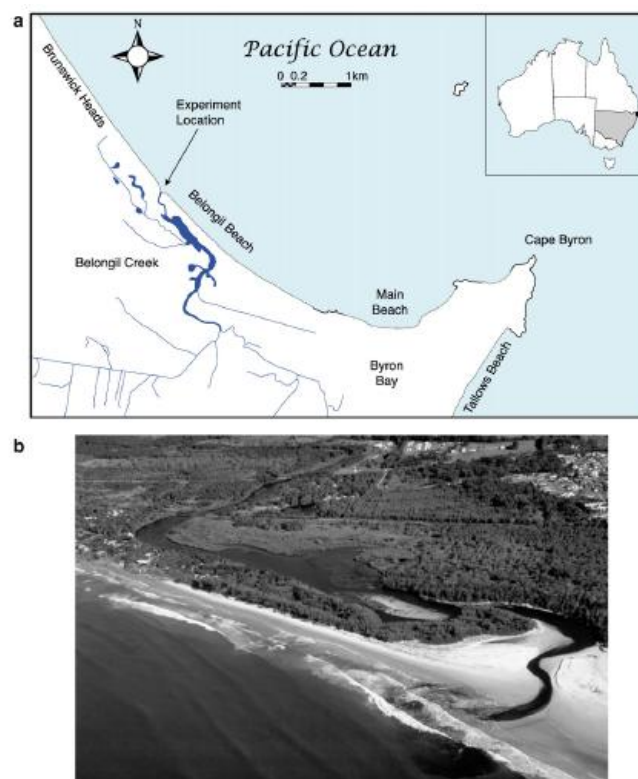 a
N
Pacific Ocean
0 0.2 1km
Brunswick Heads
Experiment
Location
Belongil Beach
Cape Byron
Belongil Creek
Main
Beach
Byron
Bay
Tallows Beach
b